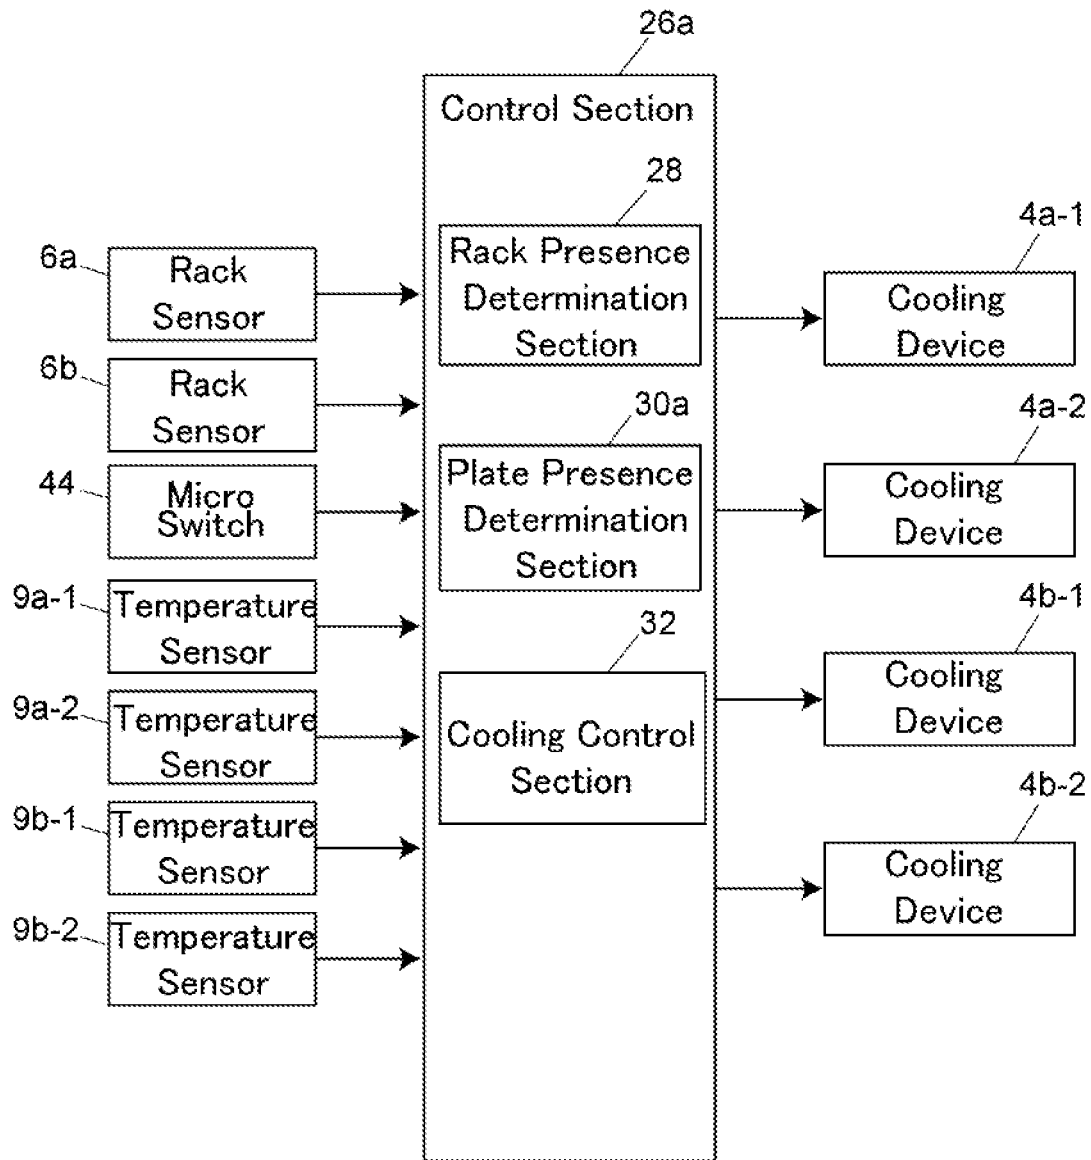 26a
Control Section
28
Rack Presence
Determination
Section
30a
Plate Presence
Determination
Section
32
Cooling Control
Section
6a
Rack
Sensor
6b
Rack
Sensor
44
Micro
Switch
9a-1
Temperature
Sensor
9a-2
Temperature
Sensor
9b-1
Temperature
Sensor
9b-2
Temperature
Sensor
4a-1
Cooling
Device
4a-2
Cooling
Device
4b-1
Cooling
Device
4b-2
Cooling
Device